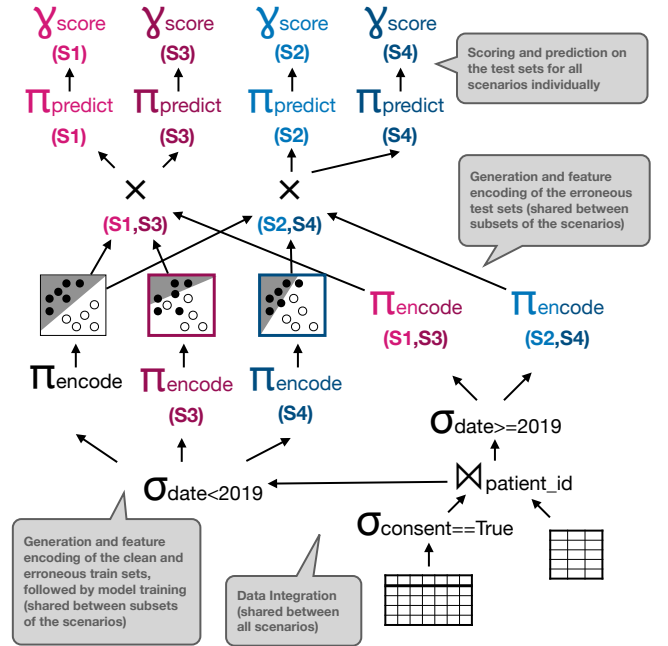 γscore γscore γscore γscore
(S1) (S3) (S2) (S4)
Scoring and prediction on
the test sets for all
scenarios individually
πpredict πpredict πpredict πpredict
(S1) (S3) (S2) (S4)
× ×
(S1,S3) (S2,S4)
Generation and feature
encoding of the erroneous
test sets (shared between
subsets of the scenarios)
πencode πencode
(S1,S3) (S2,S4)
πencode πencode πencode
(S3) (S4)
σdate>=2019
σdate<2019
⋈patient_id
σconsent==True
Generation and feature
encoding of the clean and
erroneous train sets,
followed by model training
(shared between subsets
of the scenarios)
Data Integration
(shared between
all scenarios)